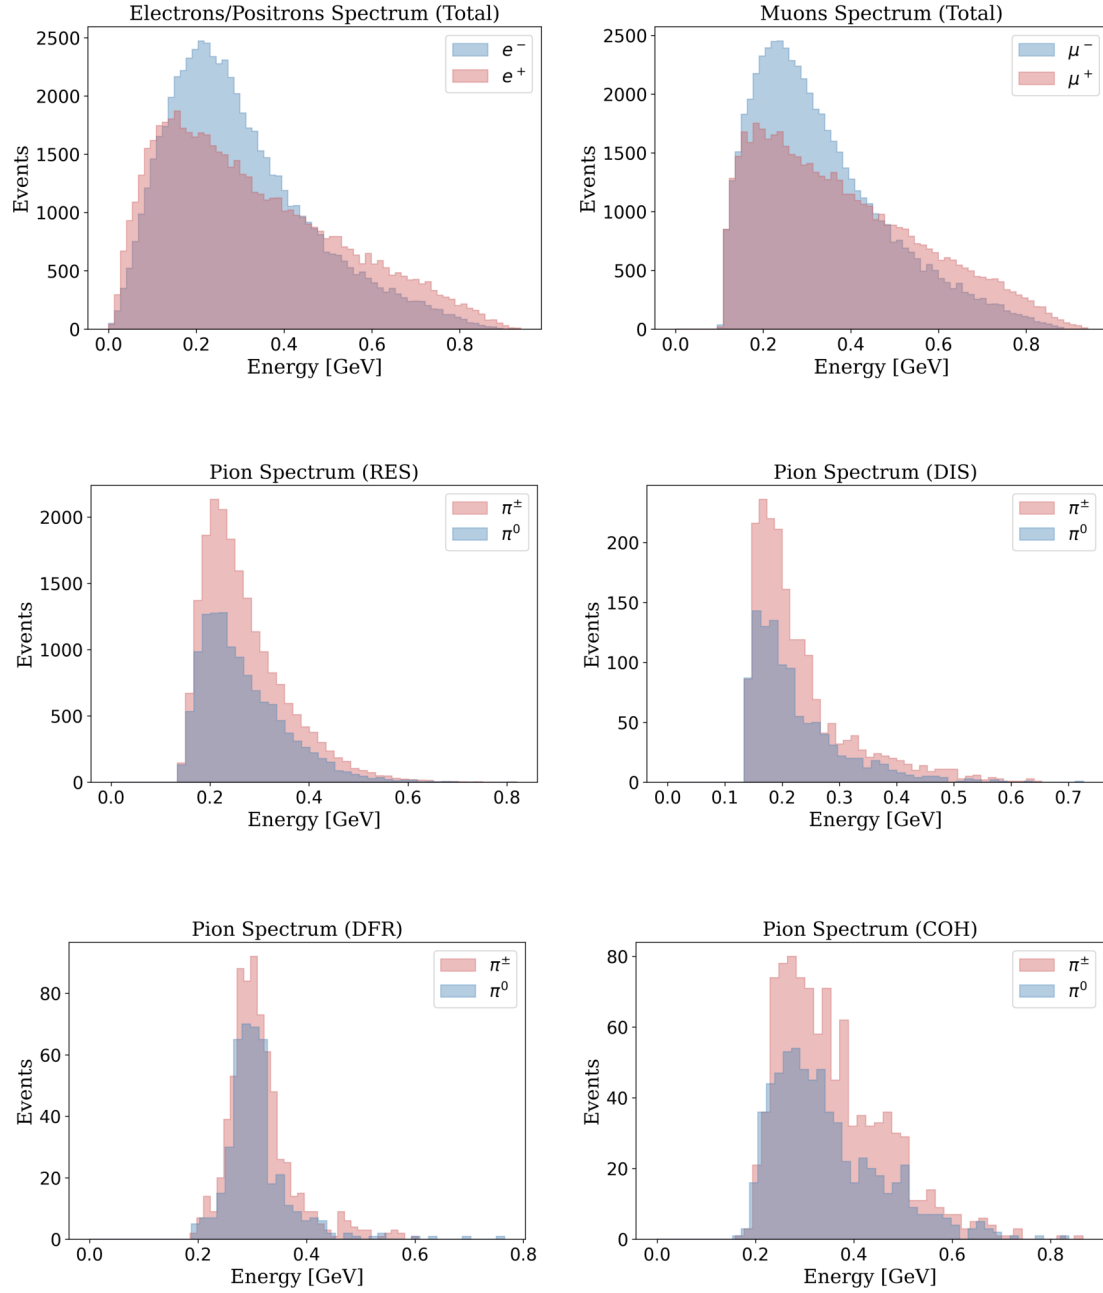 Electrons/Positrons Spectrum (Total)
2500
2000
1500
1000
500
0
Events
e⁻
e⁺
0.0 0.2 0.4 0.6 0.8
Energy [GeV]
Muons Spectrum (Total)
2500
2000
1500
1000
500
0
Events
μ⁻
μ⁺
0.0 0.2 0.4 0.6 0.8
Energy [GeV]
Pion Spectrum (RES)
2000
1500
1000
500
0
Events
π±
π⁰
0.0 0.2 0.4 0.6 0.8
Energy [GeV]
Pion Spectrum (DIS)
200
150
100
50
0
Events
π±
π⁰
0.0 0.1 0.2 0.3 0.4 0.5 0.6 0.7
Energy [GeV]
Pion Spectrum (DFR)
80
60
40
20
0
Events
π±
π⁰
0.0 0.2 0.4 0.6 0.8
Energy [GeV]
Pion Spectrum (COH)
80
60
40
20
0
Events
π±
π⁰
0.0 0.2 0.4 0.6 0.8
Energy [GeV]